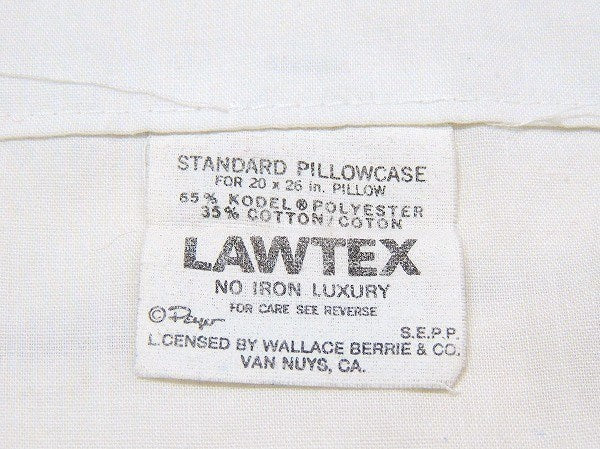 STANDARD PILLOWCASE
FOR 20 x 26 in. PILLOW
65% KODEL® POLYESTER
35% COTTON/COTON
LAWTEX
NO IRON LUXURY
FOR CARE SEE REVERSE
© Peyo
S.E.P.P.
LICENSED BY WALLACE BERRIE & CO.
VAN NUYS, CA.